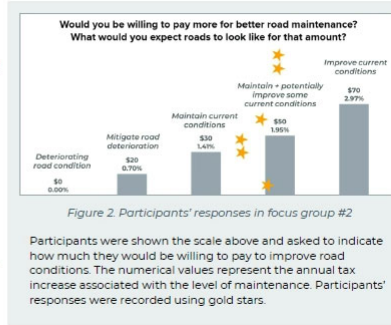 Would you be willing to pay more for better road maintenance?
What would you expect roads to look like for that amount?
Deteriorating
road condition
$0
0.00%
Mitigate road
deterioration
$20
0.70%
Maintain current
conditions
$30
1.41%
Maintain + potentially
improve some
current conditions
$50
1.95%
Improve current
conditions
$70
2.97%
Figure 2. Participants' responses in focus group #2
Participants were shown the scale above and asked to indicate
how much they would be willing to pay to improve road
conditions. The numerical values represent the annual tax
increase associated with the level of maintenance. Participants'
responses were recorded using gold stars.